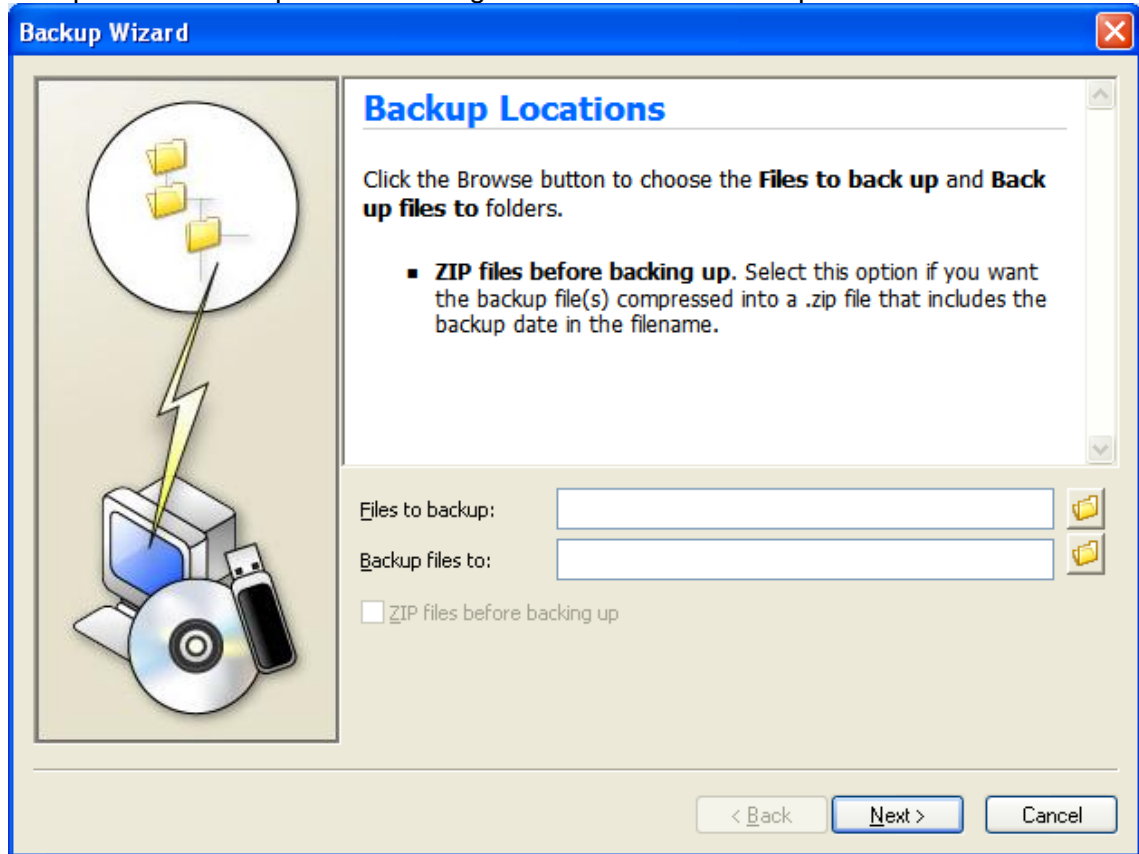 Backup Wizard
Backup Locations
Click the Browse button to choose the Files to back up and Back
up files to folders.
▪ ZIP files before backing up. Select this option if you want
the backup file(s) compressed into a .zip file that includes the
backup date in the filename.
Files to backup:
Backup files to:
ZIP files before backing up
< Back Next > Cancel